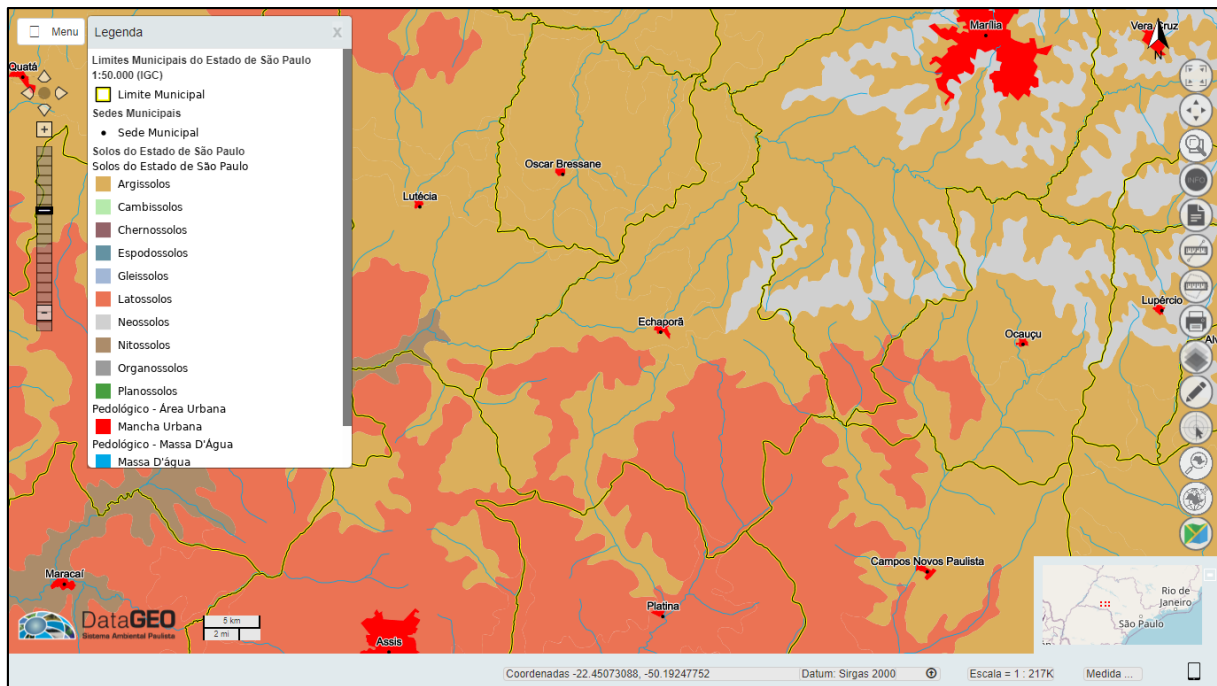 Menu
Legenda
X
Limites Municipais do Estado de São Paulo
1:50.000 (IGC)
Limite Municipal
Sedes Municipais
Sede Municipal
Solos do Estado de São Paulo
Solos do Estado de São Paulo
Argissolos
Cambissolos
Chernossolos
Espodossolos
Gleissolos
Latossolos
Neossolos
Nitossolos
Organossolos
Planossolos
Pedológico - Área Urbana
Mancha Urbana
Pedológico - Massa D'Água
Massa D'água
Quatá
Marília
Vera Cruz
N
Oscar Bressane
Lutécia
Echaporã
Lupércio
Ocauçu
Alv
INFO
Campos Novos Paulista
Maracaí
Platina
Assis
DataGEO
Sistema Ambiental Paulista
5 km
2 mi
Rio de
Janeiro
São Paulo
Coordenadas -22.45073088, -50.19247752
Datum: Sirgas 2000
Escala = 1 : 217K
Medida ...